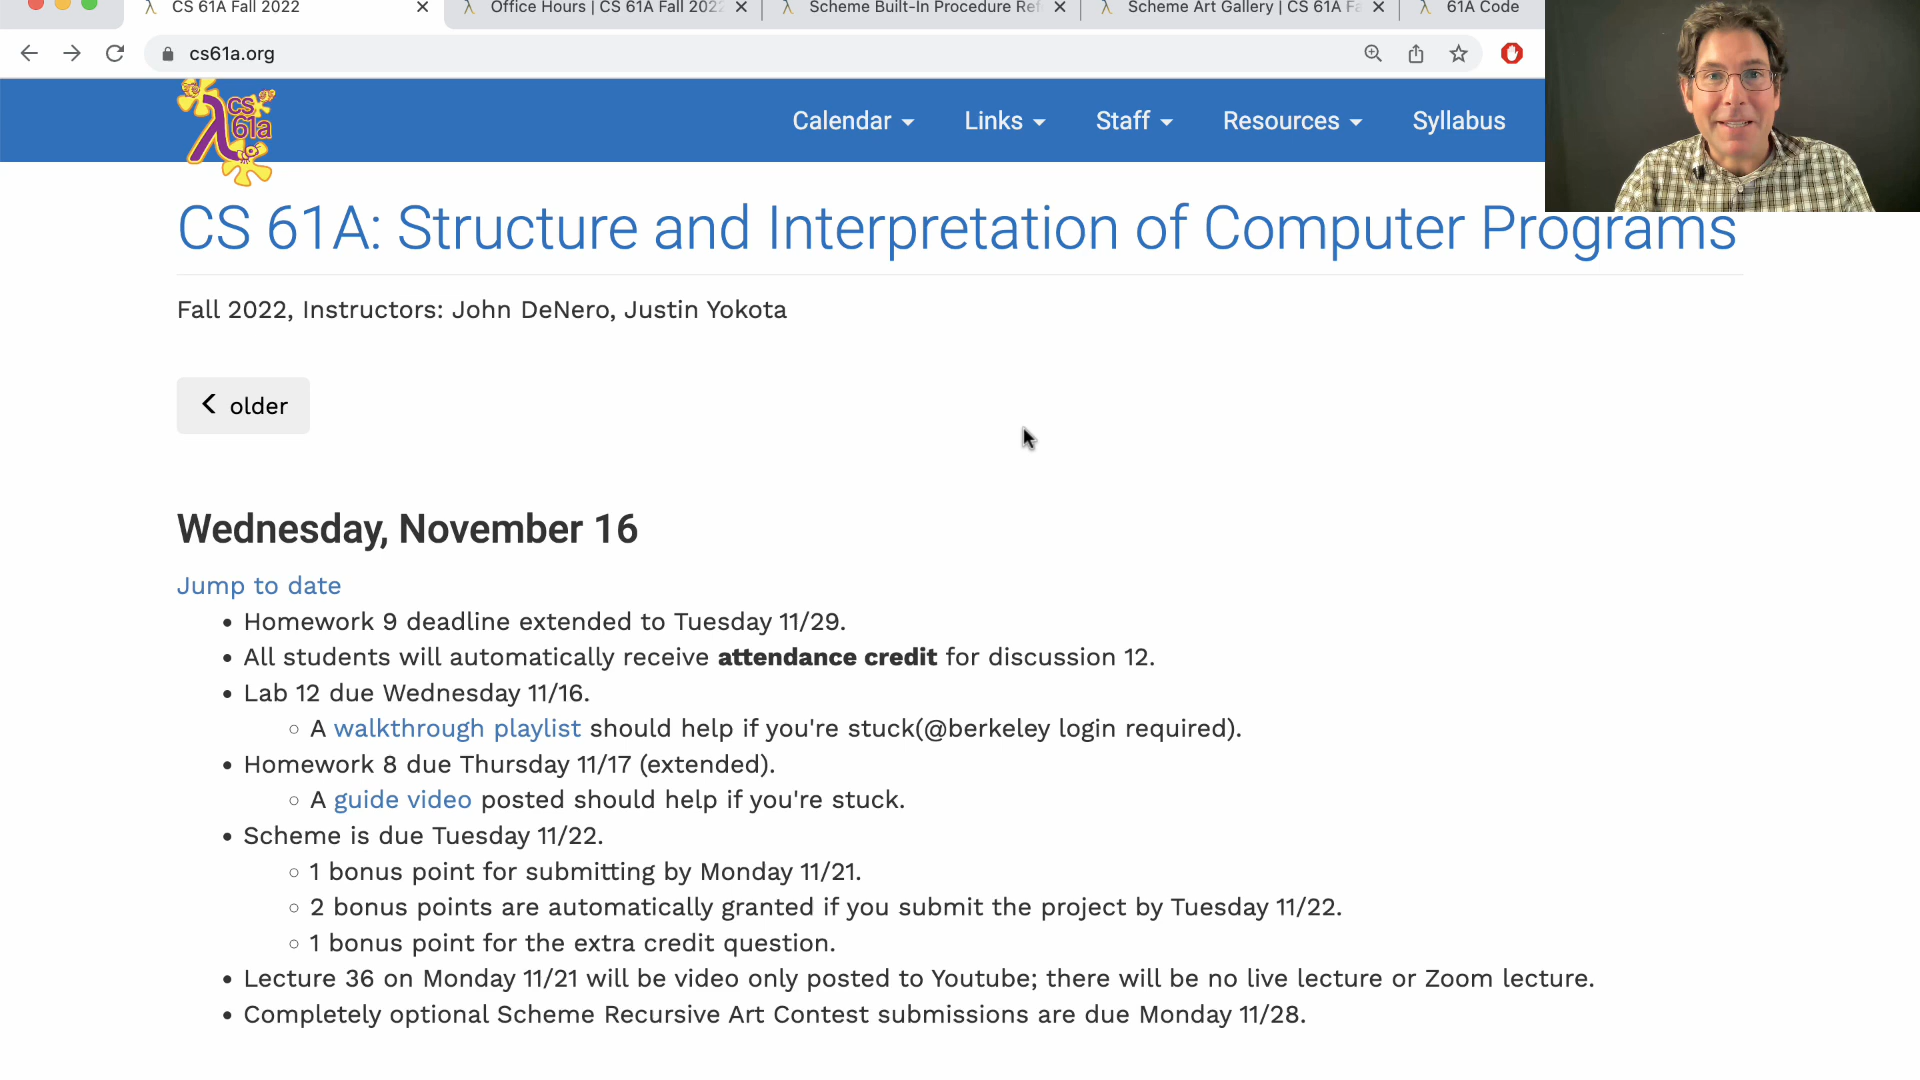 CS 61A Fall 2022
Office Hours | CS 61A Fall 2022
Scheme Built-In Procedure Ref
Scheme Art Gallery | CS 61A Fa
61A Code
cs61a.org
CS
61a
Calendar
Links
Staff
Resources
Syllabus
CS 61A: Structure and Interpretation of Computer Programs
Fall 2022, Instructors: John DeNero, Justin Yokota
older
Wednesday, November 16
Jump to date
Homework 9 deadline extended to Tuesday 11/29.
All students will automatically receive attendance credit for discussion 12.
Lab 12 due Wednesday 11/16.
A walkthrough playlist should help if you're stuck(@berkeley login required).
Homework 8 due Thursday 11/17 (extended).
A guide video posted should help if you're stuck.
Scheme is due Tuesday 11/22.
1 bonus point for submitting by Monday 11/21.
2 bonus points are automatically granted if you submit the project by Tuesday 11/22.
1 bonus point for the extra credit question.
Lecture 36 on Monday 11/21 will be video only posted to Youtube; there will be no live lecture or Zoom lecture.
Completely optional Scheme Recursive Art Contest submissions are due Monday 11/28.